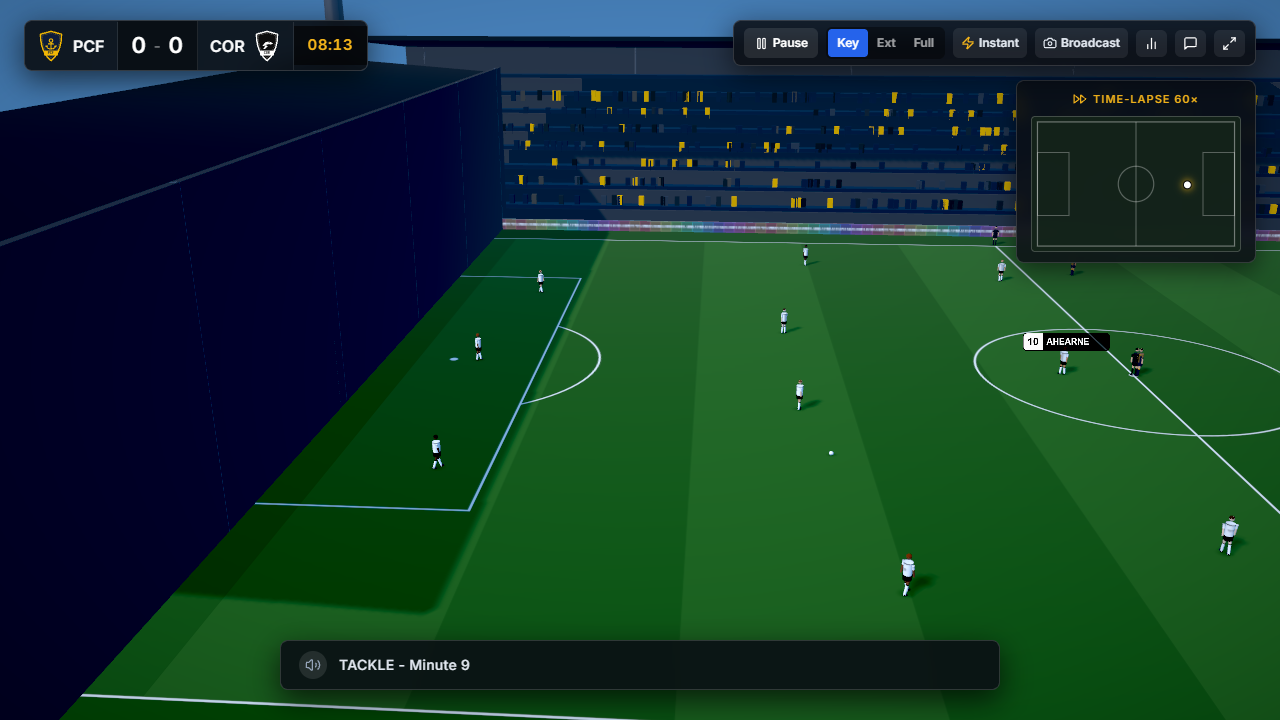 PCF
0 - 0
COR
08:13
Pause
Key
Ext
Full
Instant
Broadcast
TIME-LAPSE 60×
10 AHEARNE
TACKLE - Minute 9